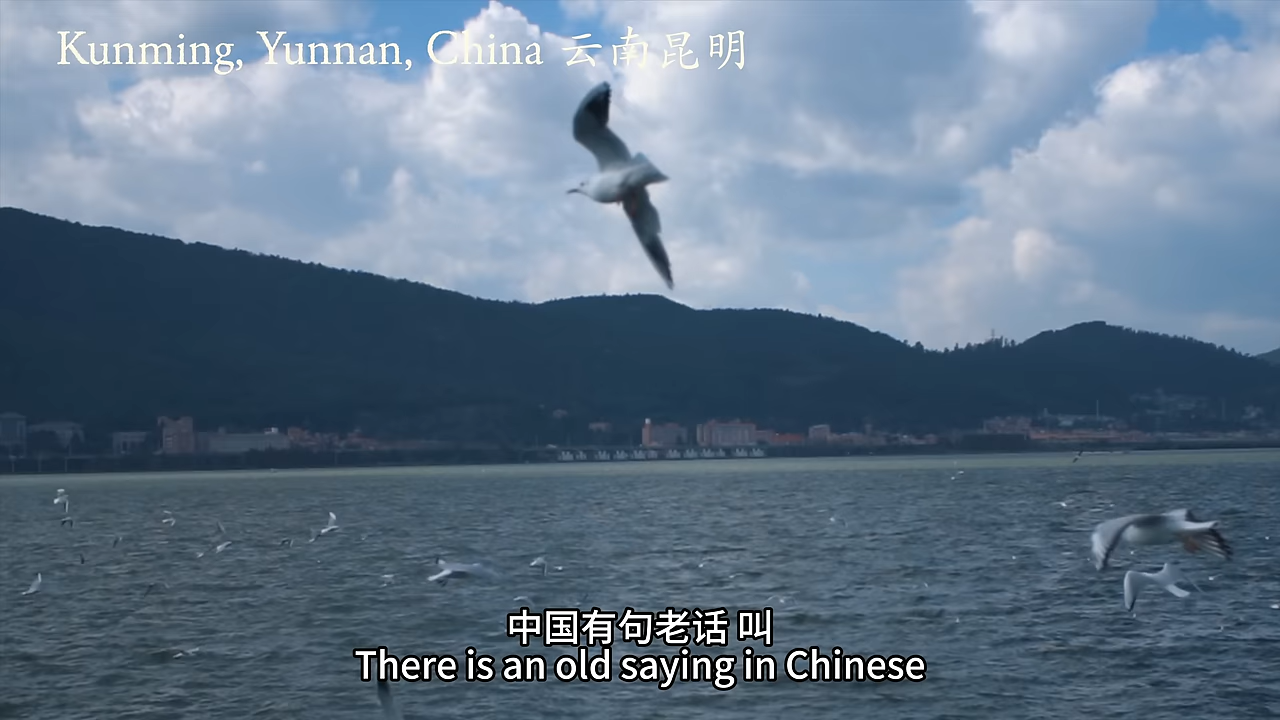 Kunming, Yunnan, China 云南昆明
中国有句老话 叫
There is an old saying in Chinese